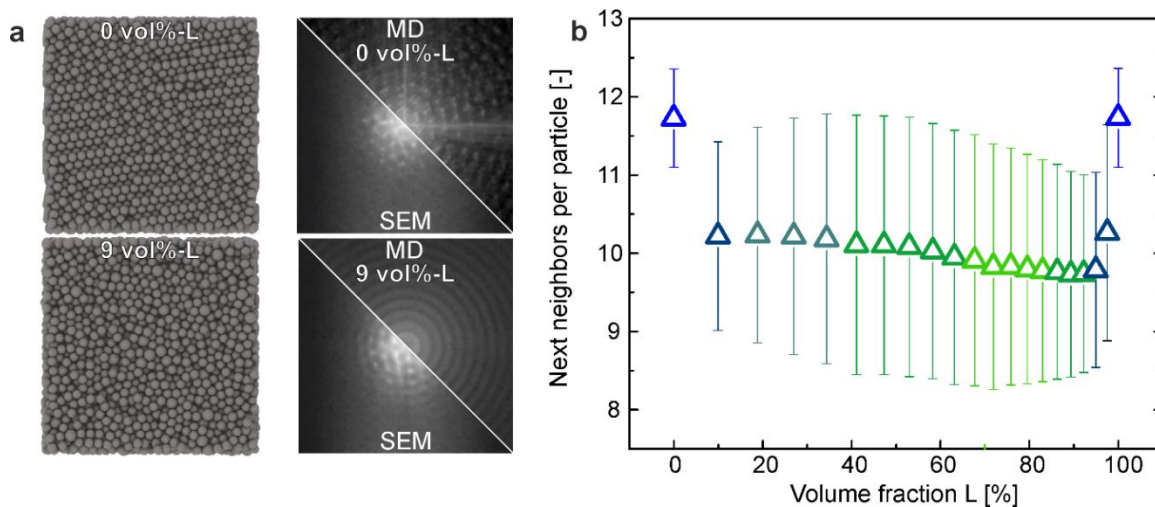 a
0 vol%-L
MD
0 vol%-L
SEM
9 vol%-L
MD
9 vol%-L
SEM
b
Next neighbors per particle [-]
13
12
11
10
9
8
0
20
40
60
80
100
Volume fraction L [%]